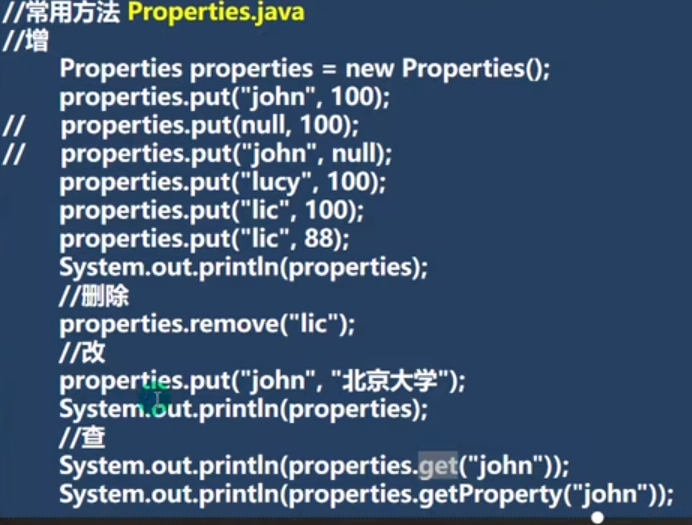 //常用方法 Properties.java
//增
Properties properties = new Properties();
properties.put("john", 100);
// properties.put(null, 100);
// properties.put("john", null);
properties.put("lucy", 100);
properties.put("lic", 100);
properties.put("lic", 88);
System.out.println(properties);
//删除
properties.remove("lic");
//改
properties.put("john", "北京大学");
System.out.println(properties);
//查
System.out.println(properties.get("john"));
System.out.println(properties.getProperty("john"));